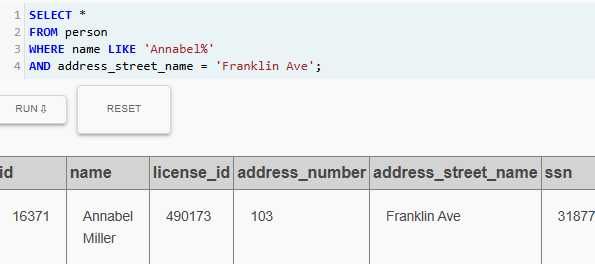 1 SELECT *
2 FROM person
3 WHERE name LIKE 'Annabel%'
4 AND address_street_name = 'Franklin Ave';
RUN ⇩ RESET
id name license_id address_number address_street_name ssn
16371 Annabel 490173 103 Franklin Ave 31877
Miller